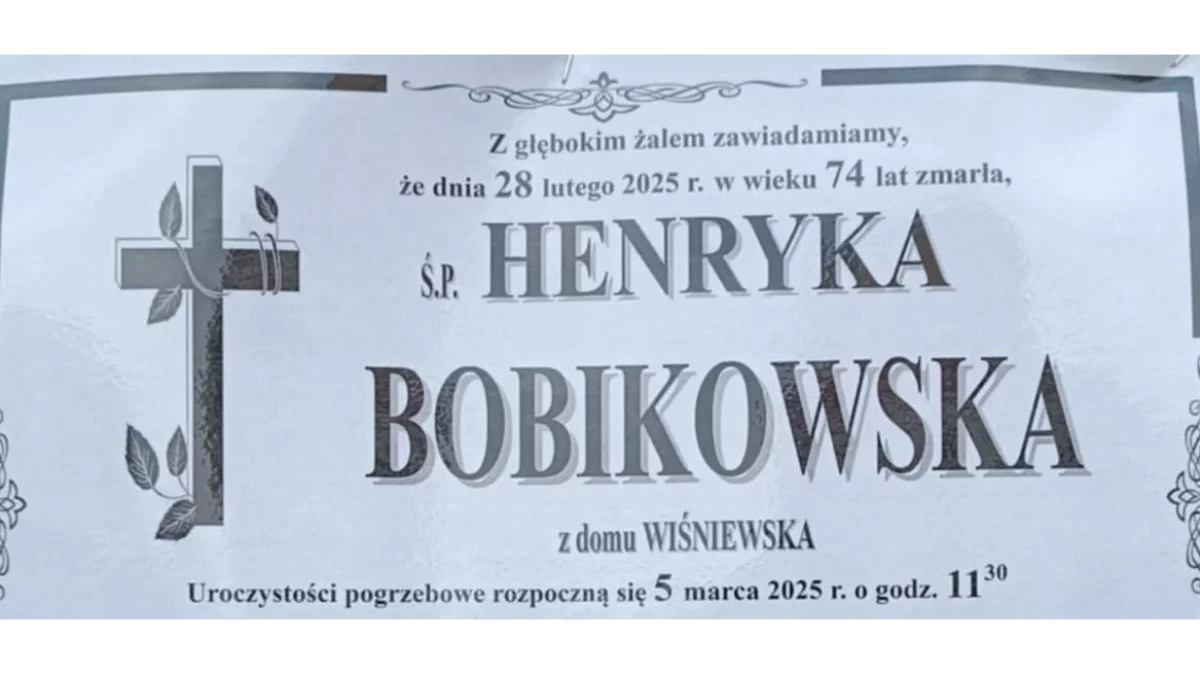 Z głębokim żalem zawiadamiamy,
że dnia 28 lutego 2025 r. w wieku 74 lat zmarła,
Ś.P. HENRYKA
BOBIKOWSKA
z domu WIŚNIEWSKA
Uroczystości pogrzebowe rozpoczną się 5 marca 2025 r. o godz. 11³⁰